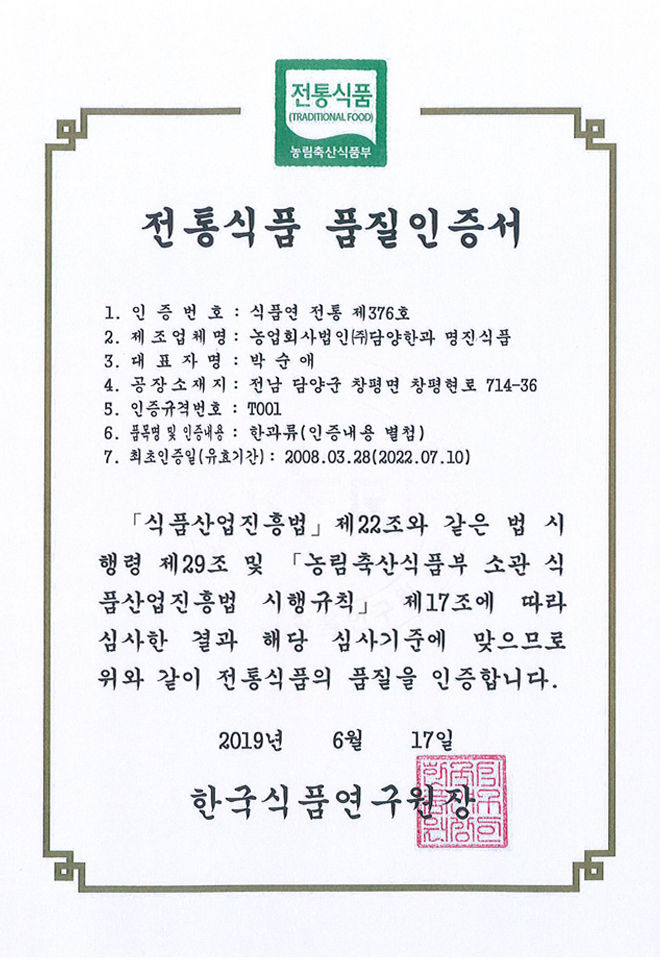 전통식품
(TRADITIONAL FOOD)
농림축산식품부
전통식품 품질인증서
1. 인 증 번 호 : 식품연 전통 제376호
2. 제 조 업 체 명 : 농업회사법인㈜담양한과 명진식품
3. 대 표 자 명 : 박 순 애
4. 공 장 소 재 지 : 전남 담양군 창평면 창평현로 714-36
5. 인증규격번호 : T001
6. 품목명 및 인증내용 : 한과류(인증내용 별첨)
7. 최초인증일(유효기간) : 2008.03.28(2022.07.10)
「식품산업진흥법」제22조와 같은 법 시
행령 제29조 및 「농림축산식품부 소관 식
품산업진흥법 시행규칙」 제17조에 따라
심사한 결과 해당 심사기준에 맞으므로
위와 같이 전통식품의 품질을 인증합니다.
2019년 6월 17일
한국식품연구원장